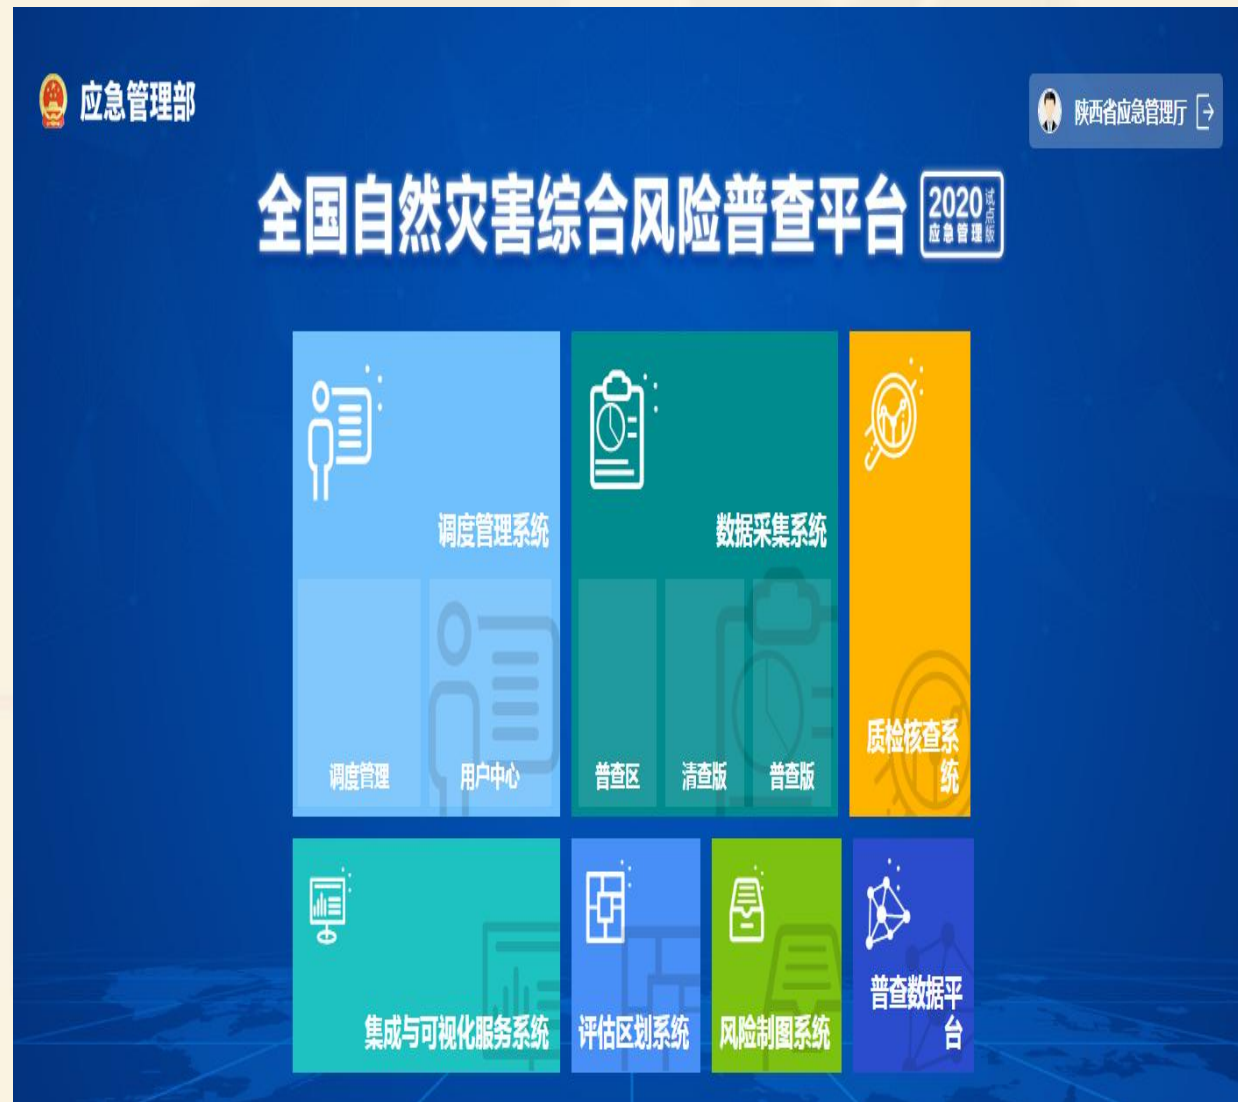 应急管理部
陕西省应急管理厅
全国自然灾害综合风险普查平台
2020
应急管理
试点版
调度管理系统
数据采集系统
调度管理
用户中心
普查区
清查版
普查版
质检核查系
统
集成与可视化服务系统
评估区划系统
风险制图系统
普查数据平
台